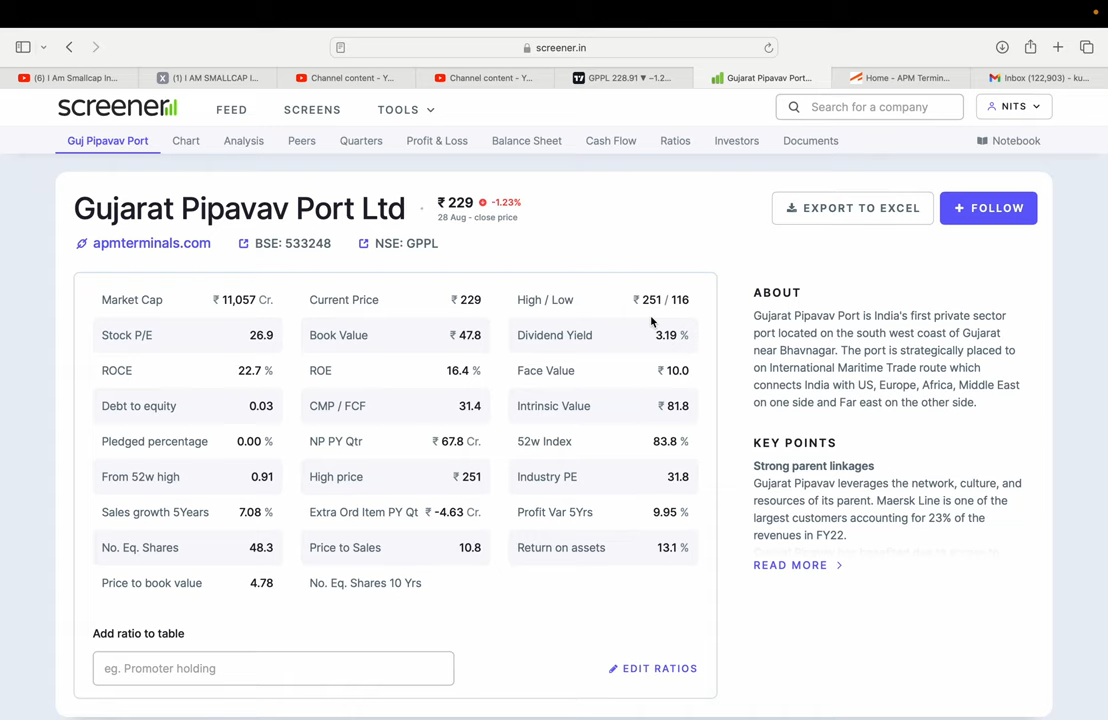 screener.in
(6) I Am Smallcap In...
(1) I AM SMALLCAP I...
Channel content - Y...
Channel content - Y...
GPPL 228.91 ▼ −1.2...
Gujarat Pipavav Port...
Home - APM Termin...
Inbox (122,903) - ku...
screener
FEED
SCREENS
TOOLS
Search for a company
NITS
Guj Pipavav Port
Chart
Analysis
Peers
Quarters
Profit & Loss
Balance Sheet
Cash Flow
Ratios
Investors
Documents
Notebook
Gujarat Pipavav Port Ltd
₹ 229 -1.23%
28 Aug - close price
EXPORT TO EXCEL
+ FOLLOW
apmterminals.com
BSE: 533248
NSE: GPPL
Market Cap ₹ 11,057 Cr.
Current Price ₹ 229
High / Low ₹ 251 / 116
Stock P/E 26.9
Book Value ₹ 47.8
Dividend Yield 3.19 %
ROCE 22.7 %
ROE 16.4 %
Face Value ₹ 10.0
Debt to equity 0.03
CMP / FCF 31.4
Intrinsic Value ₹ 81.8
Pledged percentage 0.00 %
NP PY Qtr ₹ 67.8 Cr.
52w Index 83.8 %
From 52w high 0.91
High price ₹ 251
Industry PE 31.8
Sales growth 5Years 7.08 %
Extra Ord Item PY Qt ₹ -4.63 Cr.
Profit Var 5Yrs 9.95 %
No. Eq. Shares 48.3
Price to Sales 10.8
Return on assets 13.1 %
Price to book value 4.78
No. Eq. Shares 10 Yrs
Add ratio to table
eg. Promoter holding
EDIT RATIOS
ABOUT
Gujarat Pipavav Port is India's first private sector
port located on the south west coast of Gujarat
near Bhavnagar. The port is strategically placed to
on International Maritime Trade route which
connects India with US, Europe, Africa, Middle East
on one side and Far east on the other side.
KEY POINTS
Strong parent linkages
Gujarat Pipavav leverages the network, culture, and
resources of its parent. Maersk Line is one of the
largest customers accounting for 23% of the
revenues in FY22.
READ MORE